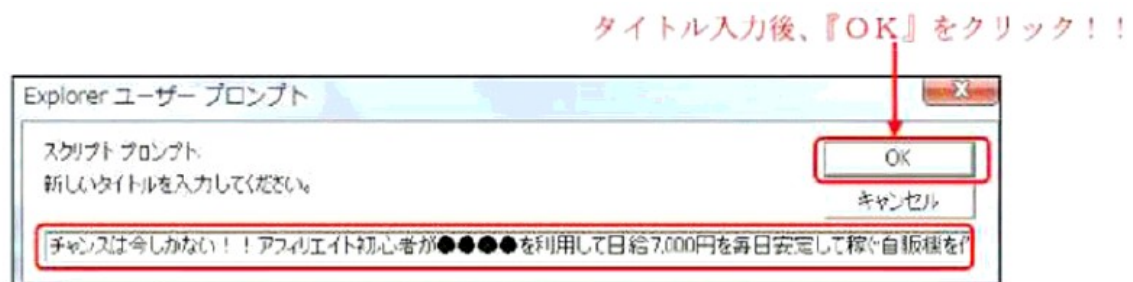 タイトル入力後、『OK』をクリック！！
Explorer ユーザー プロンプト
スクリプト プロンプト:
新しいタイトルを入力してください。
OK
キャンセル
チャンスは今しかない！！アフィリエイト初心者が●●●●を利用して日給7,000円を毎日安定して稼ぐ自販機を